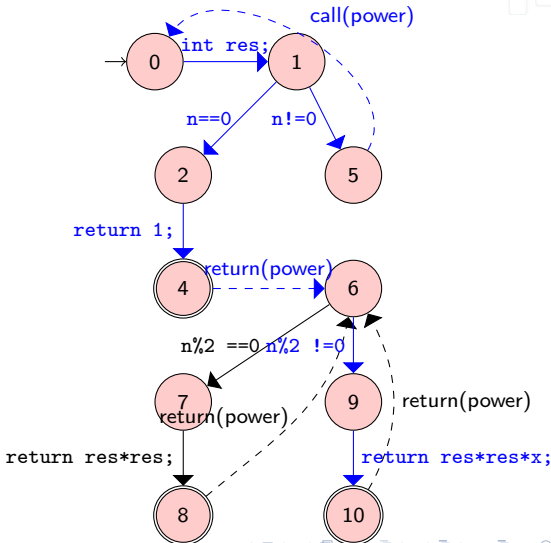 call(power)
int res;
0
1
n==0
n!=0
2
5
return 1;
return(power)
4
6
n%2 ==0
n%2 !=0
7
9
return(power)
return(power)
return res*res;
return res*res*x;
8
10